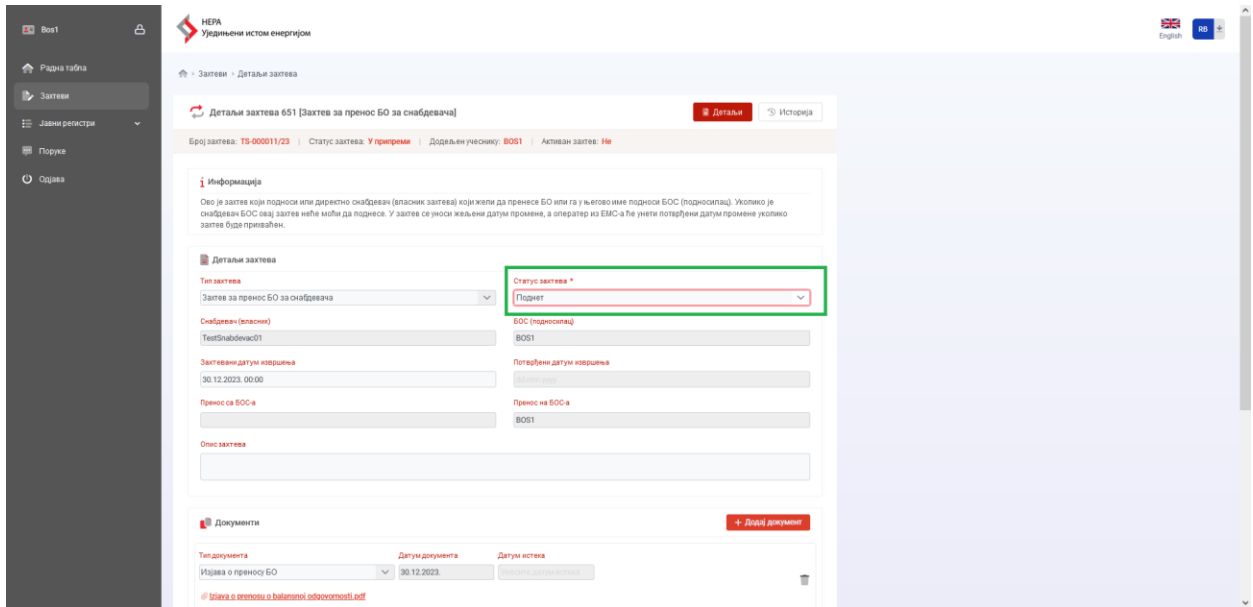 Bos1
Радна табла
Захтеви
Јавни регистри
Поруке
Одјава
НЕРА
Уједињени истом енергијом
English
RB
Захтеви
Детаљи захтева
Детаљи захтева 651 [Захтев за пренос БО за снабдевача]
Детаљи
Историја
Број захтева: TS-000011/23 | Статус захтева: У припреми | Додељен учеснику: BOS1 | Активан захтев: Не
Информација
Ово је захтев који подноси или директно снабдевач (власник захтева) који жели да пренесе БО или га у његово име подноси БОС (подносилац). Уколико је
снабдевач БОС овај захтев неће моћи да поднесе. У захтев се уноси жељени датум промене, а оператер из ЕМС-а ће унети потврђени датум промене уколико
захтев буде прихваћен.
Детаљи захтева
Тип захтева
Статус захтева *
Захтев за пренос БО за снабдевача
Поднет
Снабдевач (власник)
БОС (подносилац)
TestSnabdevac01
BOS1
Захтевани датум извршења
Потврђени датум извршења
30.12.2023. 00:00
Пренос са БОС-а
Пренос на БОС-а
BOS1
Опис захтева
Документи
+ Додај документ
Тип документа
Датум документа
Датум истека
Изјава о преносу БО
30.12.2023.
Izjava o prenosu o balansnoj odgovornosti.pdf